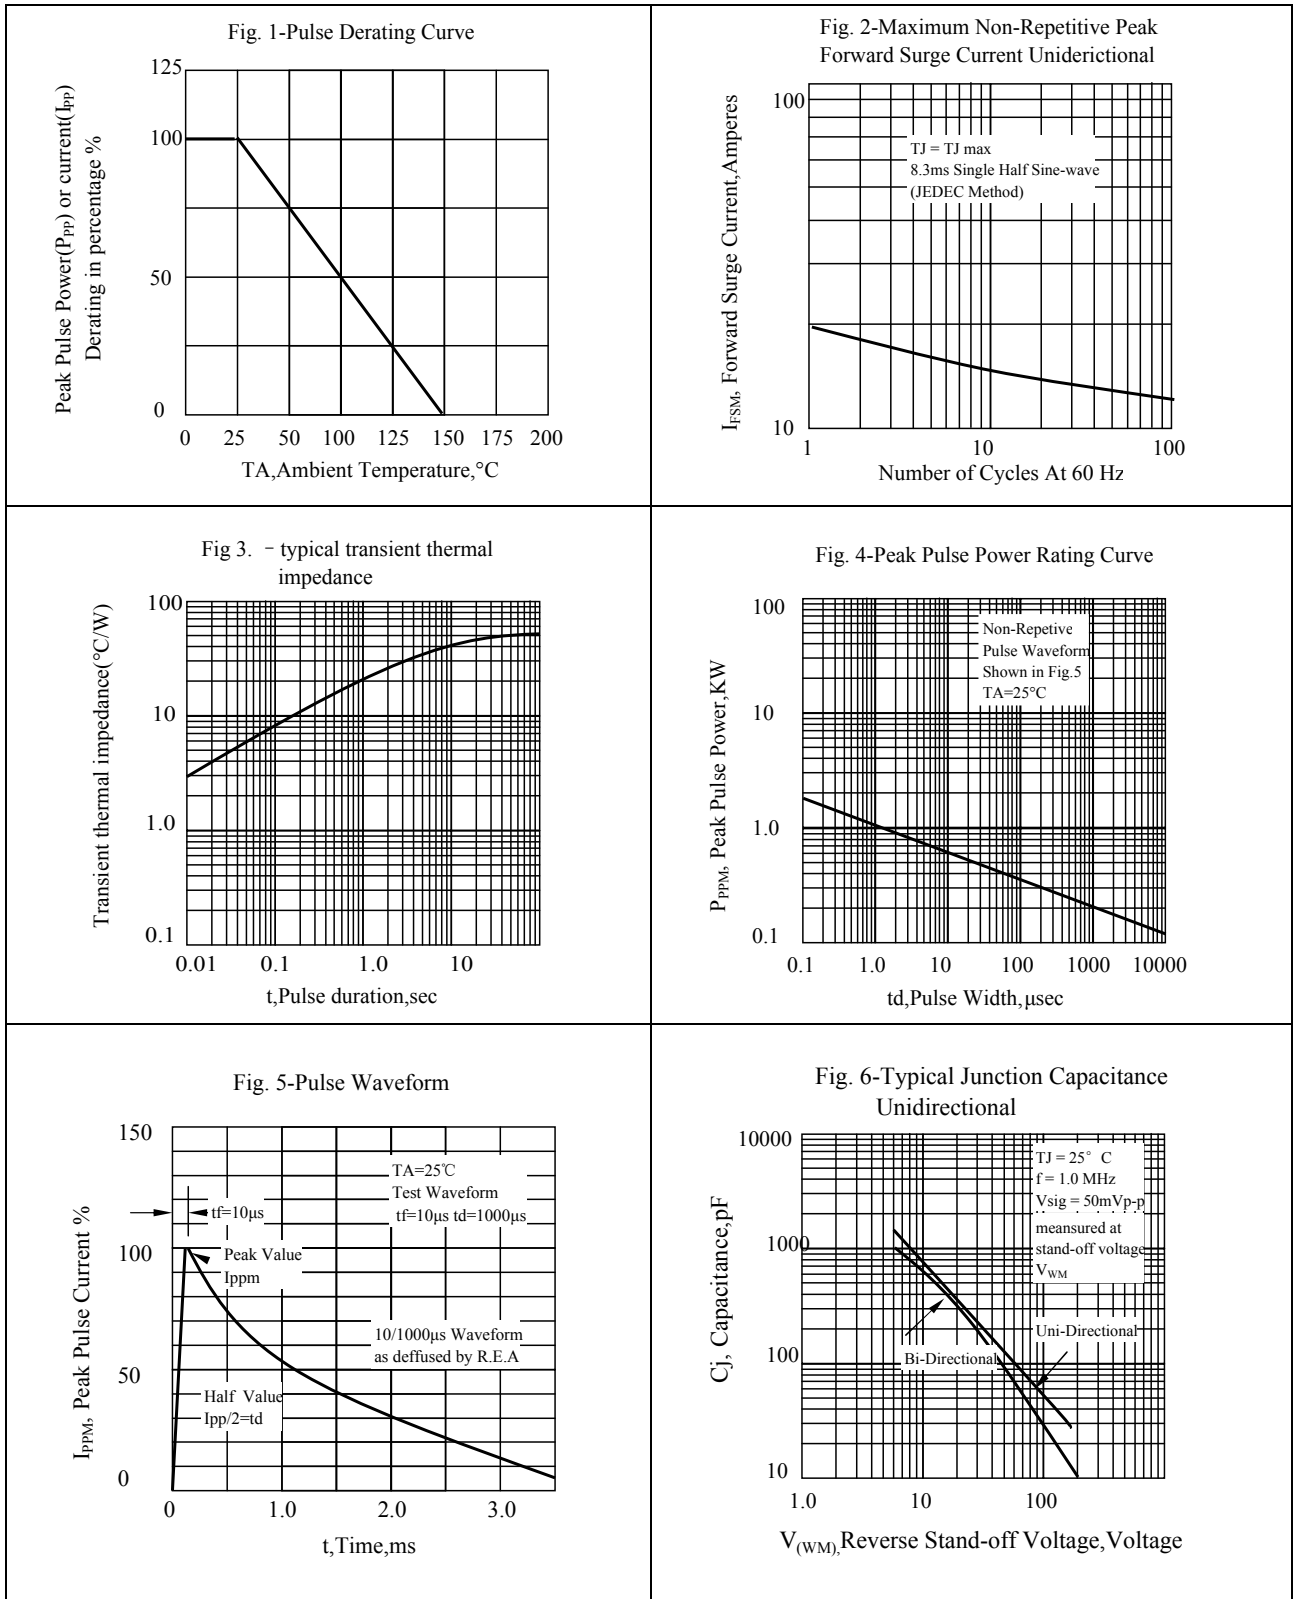 Fig. 1-Pulse Derating Curve
Peak Pulse Power(PPP) or current(IPP)
Derating in percentage %
125
100
50
0
0 25 50 100 125 150 175 200
TA,Ambient Temperature,°C
Fig. 2-Maximum Non-Repetitive Peak
Forward Surge Current Uniderictional
IFSM, Forward Surge Current,Amperes
100
10
TJ = TJ max
8.3ms Single Half Sine-wave
(JEDEC Method)
1 10 100
Number of Cycles At 60 Hz
Fig 3. - typical transient thermal
impedance
Transient thermal impedance(°C/W)
100
10
1.0
0.1
0.01 0.1 1.0 10
t,Pulse duration,sec
Fig. 4-Peak Pulse Power Rating Curve
PPPM, Peak Pulse Power,KW
100
10
1.0
0.1
Non-Repetive
Pulse Waveform
Shown in Fig.5
TA=25°C
0.1 1.0 10 100 1000 10000
td,Pulse Width,μsec
Fig. 5-Pulse Waveform
IPPM, Peak Pulse Current %
150
100
50
0
TA=25℃
Test Waveform
tf=10μs td=1000μs
tf=10μs
Peak Value
Ippm
10/1000μs Waveform
as deffused by R.E.A
Half Value
Ipp/2=td
0 1.0 2.0 3.0
t,Time,ms
Fig. 6-Typical Junction Capacitance
Unidirectional
Cj, Capacitance,pF
10000
1000
100
10
TJ = 25° C
f = 1.0 MHz
Vsig = 50mVp-p
meansured at
stand-off voltage
VWM
Uni-Directional
Bi-Directional
1.0 10 100
V(WM),Reverse Stand-off Voltage,Voltage